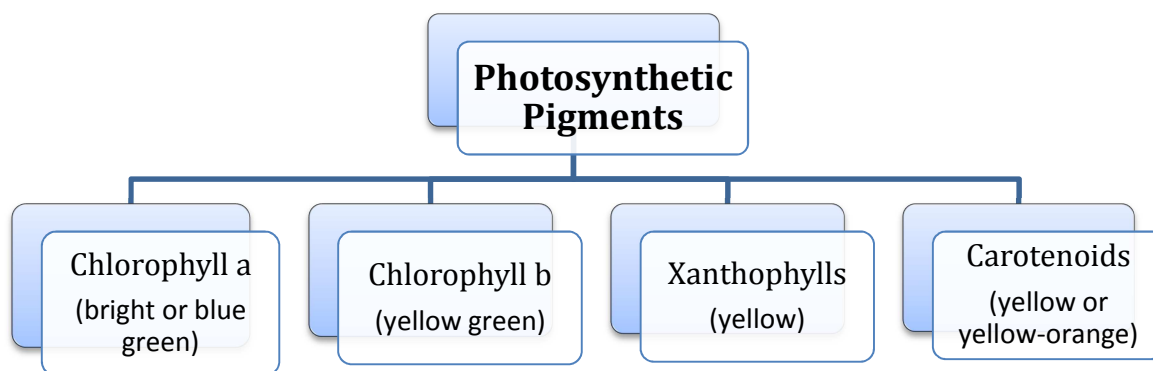 Photosynthetic
Pigments
Chlorophyll a
(bright or blue
green)
Chlorophyll b
(yellow green)
Xanthophylls
(yellow)
Carotenoids
(yellow or
yellow-orange)